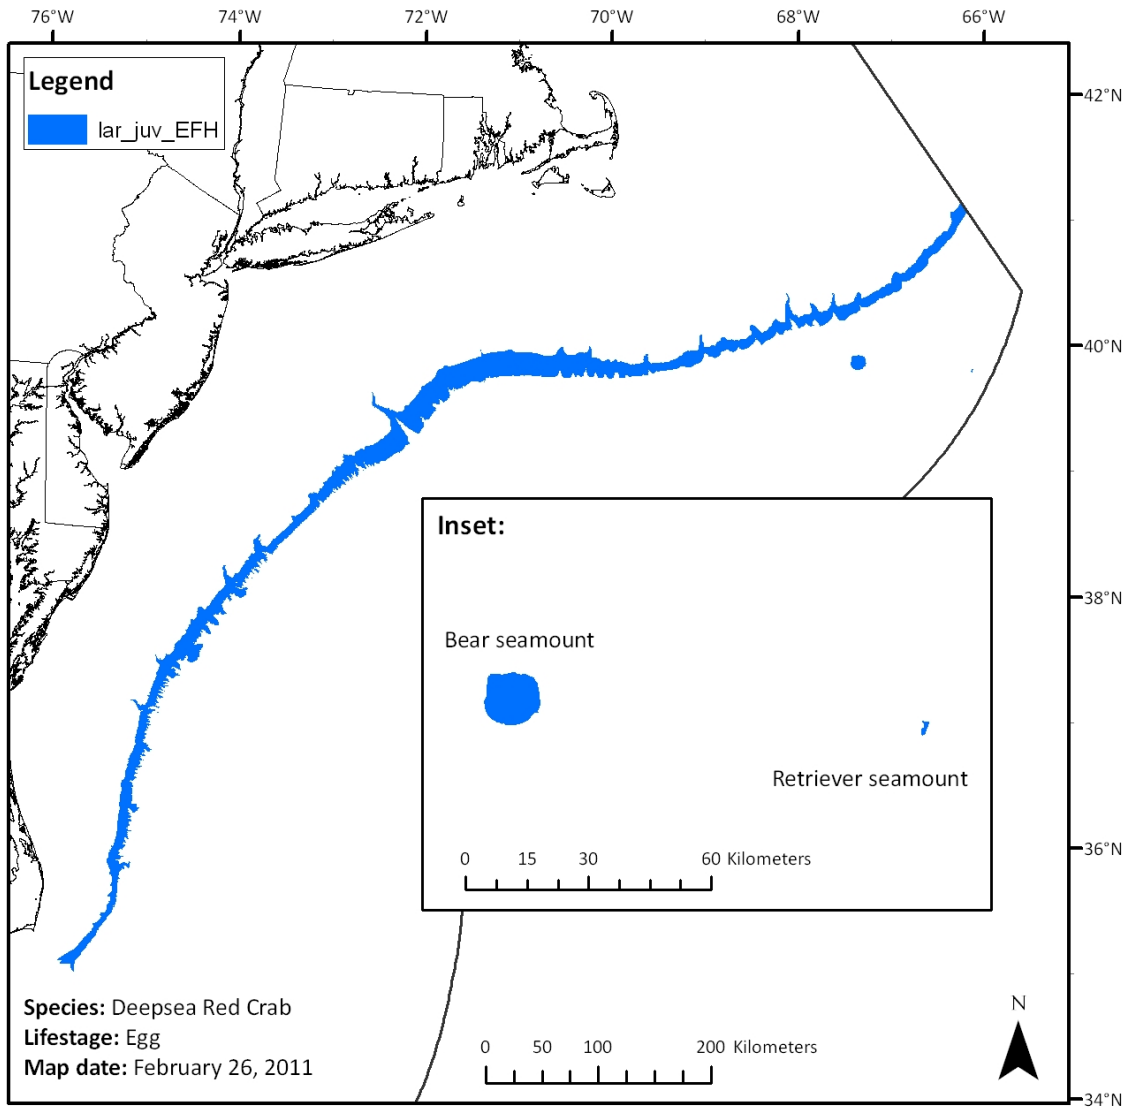 76°W 74°W 72°W 70°W 68°W 66°W
Legend
lar_juv_EFH
42°N
40°N
38°N
36°N
34°N
Inset:
Bear seamount
Retriever seamount
0 15 30 60 Kilometers
Species: Deepsea Red Crab
Lifestage: Egg
Map date: February 26, 2011
0 50 100 200 Kilometers
N